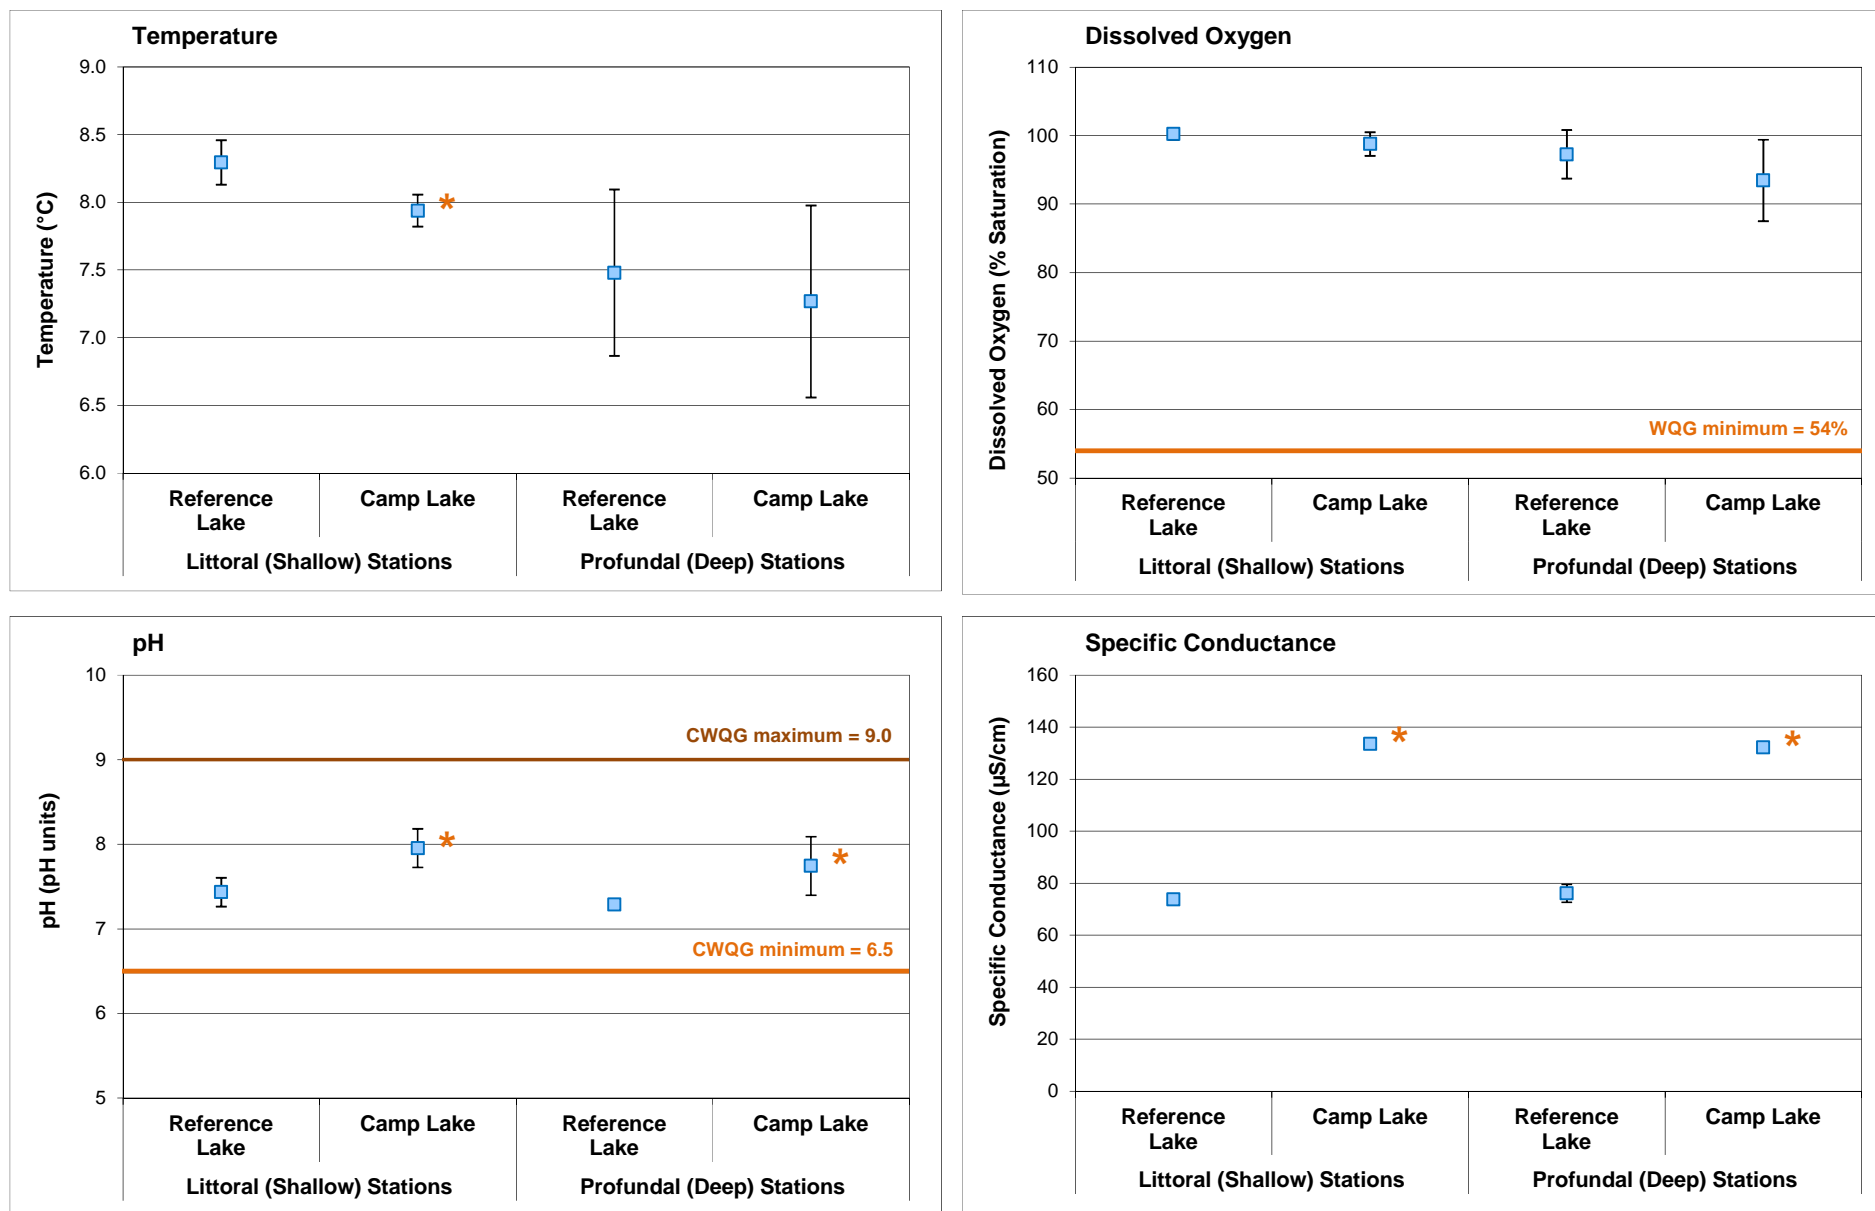 Temperature
9.0
8.5
8.0
7.5
7.0
6.5
6.0
Temperature (°C)
*
Reference Lake
Camp Lake
Reference Lake
Camp Lake
Littoral (Shallow) Stations
Profundal (Deep) Stations
Dissolved Oxygen
110
100
90
80
70
60
50
Dissolved Oxygen (% Saturation)
WQG minimum = 54%
Reference Lake
Camp Lake
Reference Lake
Camp Lake
Littoral (Shallow) Stations
Profundal (Deep) Stations
pH
10
9
8
7
6
5
pH (pH units)
CWQG maximum = 9.0
*
*
CWQG minimum = 6.5
Reference Lake
Camp Lake
Reference Lake
Camp Lake
Littoral (Shallow) Stations
Profundal (Deep) Stations
Specific Conductance
160
140
120
100
80
60
40
20
0
Specific Conductance (µS/cm)
*
*
Reference Lake
Camp Lake
Reference Lake
Camp Lake
Littoral (Shallow) Stations
Profundal (Deep) Stations